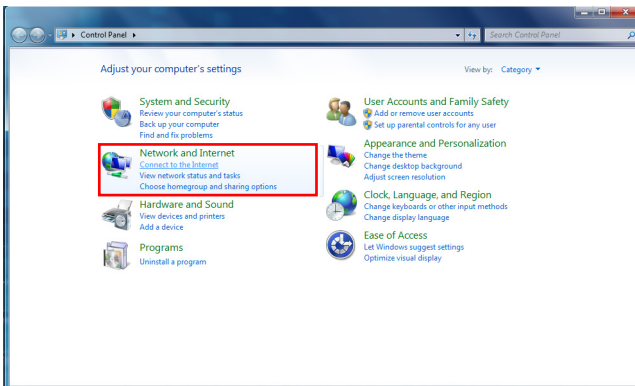 Control Panel
Search Control Panel
Adjust your computer's settings
View by: Category
System and Security
Review your computer's status
Back up your computer
Find and fix problems
Network and Internet
Connect to the Internet
View network status and tasks
Choose homegroup and sharing options
Hardware and Sound
View devices and printers
Add a device
Programs
Uninstall a program
User Accounts and Family Safety
Add or remove user accounts
Set up parental controls for any user
Appearance and Personalization
Change the theme
Change desktop background
Adjust screen resolution
Clock, Language, and Region
Change keyboards or other input methods
Change display language
Ease of Access
Let Windows suggest settings
Optimize visual display